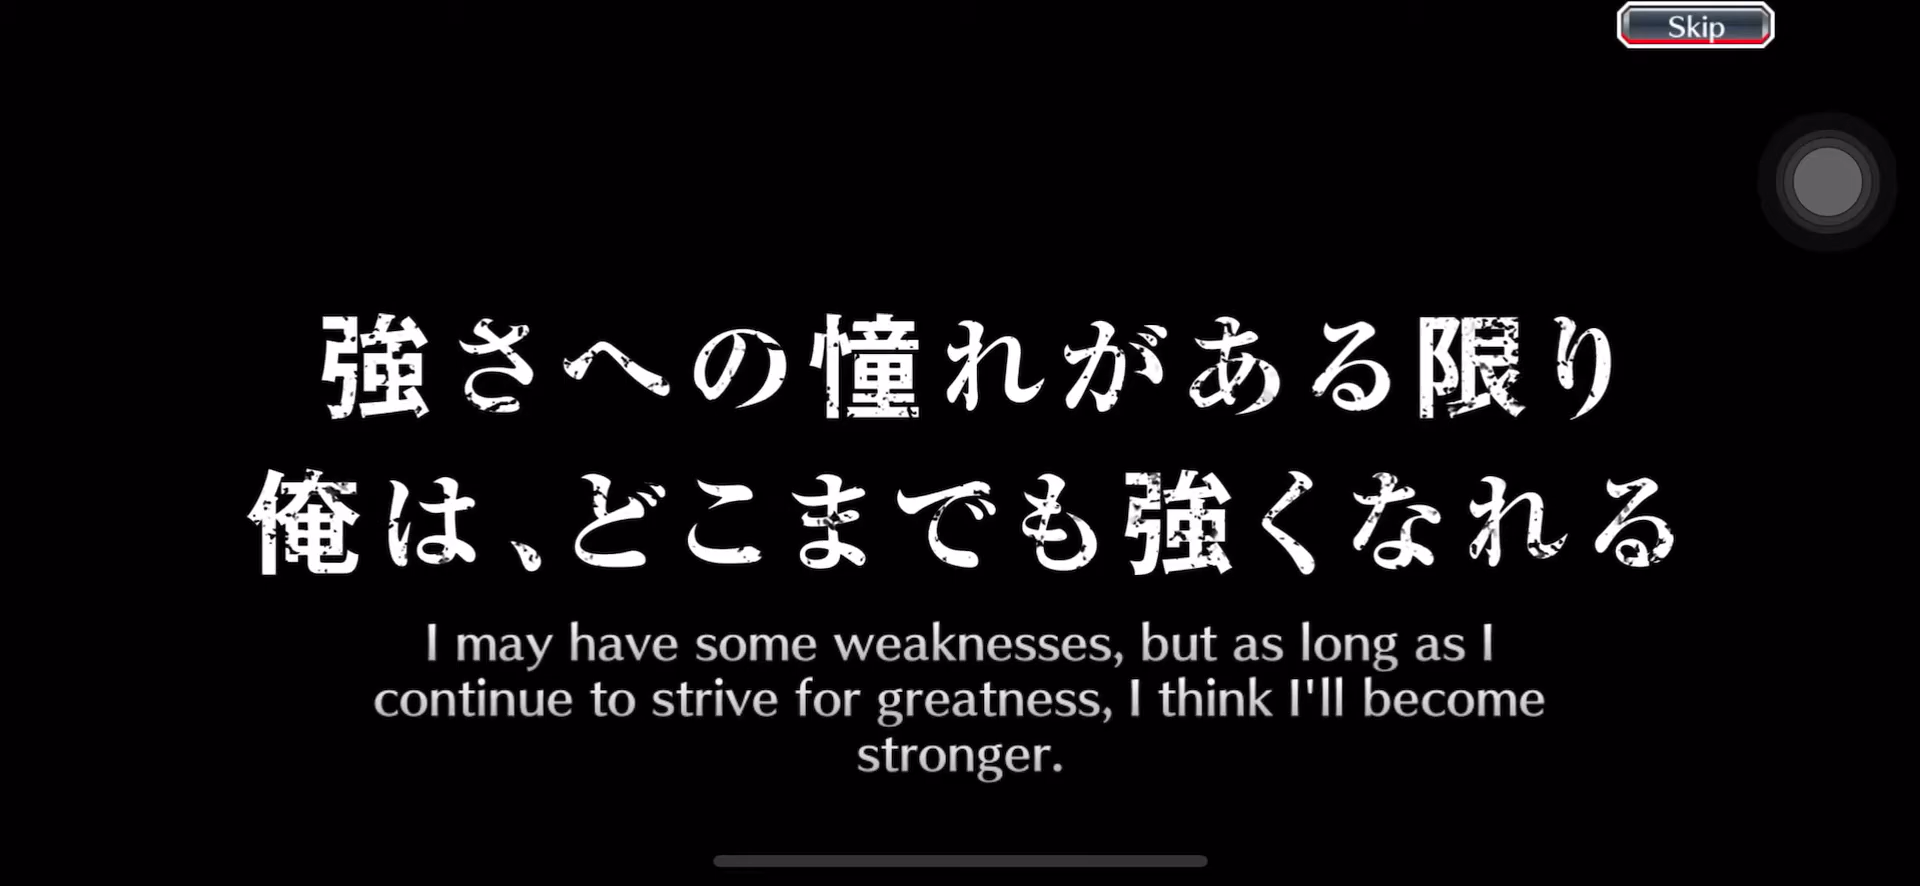 Skip
強さへの憧れがある限り
俺は、どこまでも強くなれる
I may have some weaknesses, but as long as I
continue to strive for greatness, I think I'll become
stronger.